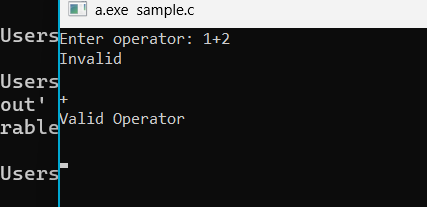 a.exe sample.c
Users
Enter operator: 1+2
Invalid
Users
out'
+
rable
Valid Operator
Users